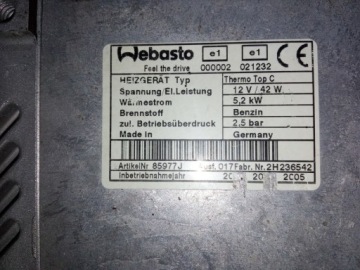 Webasto e1 e1 CE
Feel the drive 000002 021232
HEIZGERÄT Typ Thermo Top C
Spannung/El.Leistung 12 V / 42 W
Wärmestrom 5,2 kW
Brennstoff Benzin
zul. Betriebsüberdruck 2.5 bar
Made in Germany
ArtikelNr 85977J 017 Fabr. Nr. 2H236542
Inbetriebnahmejahr 2005